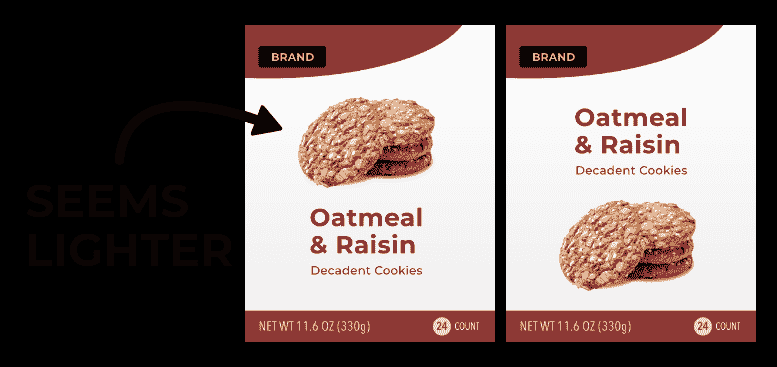 SEEMS
LIGHTER
BRAND
Oatmeal
& Raisin
Decadent Cookies
NET WT 11.6 OZ (330g)
24 COUNT
BRAND
Oatmeal
& Raisin
Decadent Cookies
NET WT 11.6 OZ (330g)
24 COUNT